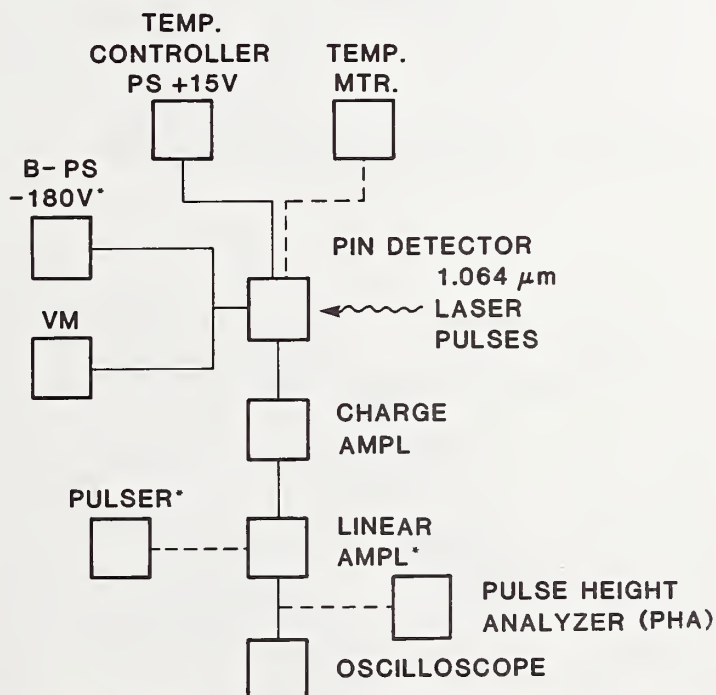 TEMP.
CONTROLLER
PS +15V
TEMP.
MTR.
B- PS
-180V*
PIN DETECTOR
1.064 μm
LASER
PULSES
VM
CHARGE
AMPL
PULSER*
LINEAR
AMPL*
PULSE HEIGHT
ANALYZER (PHA)
OSCILLOSCOPE